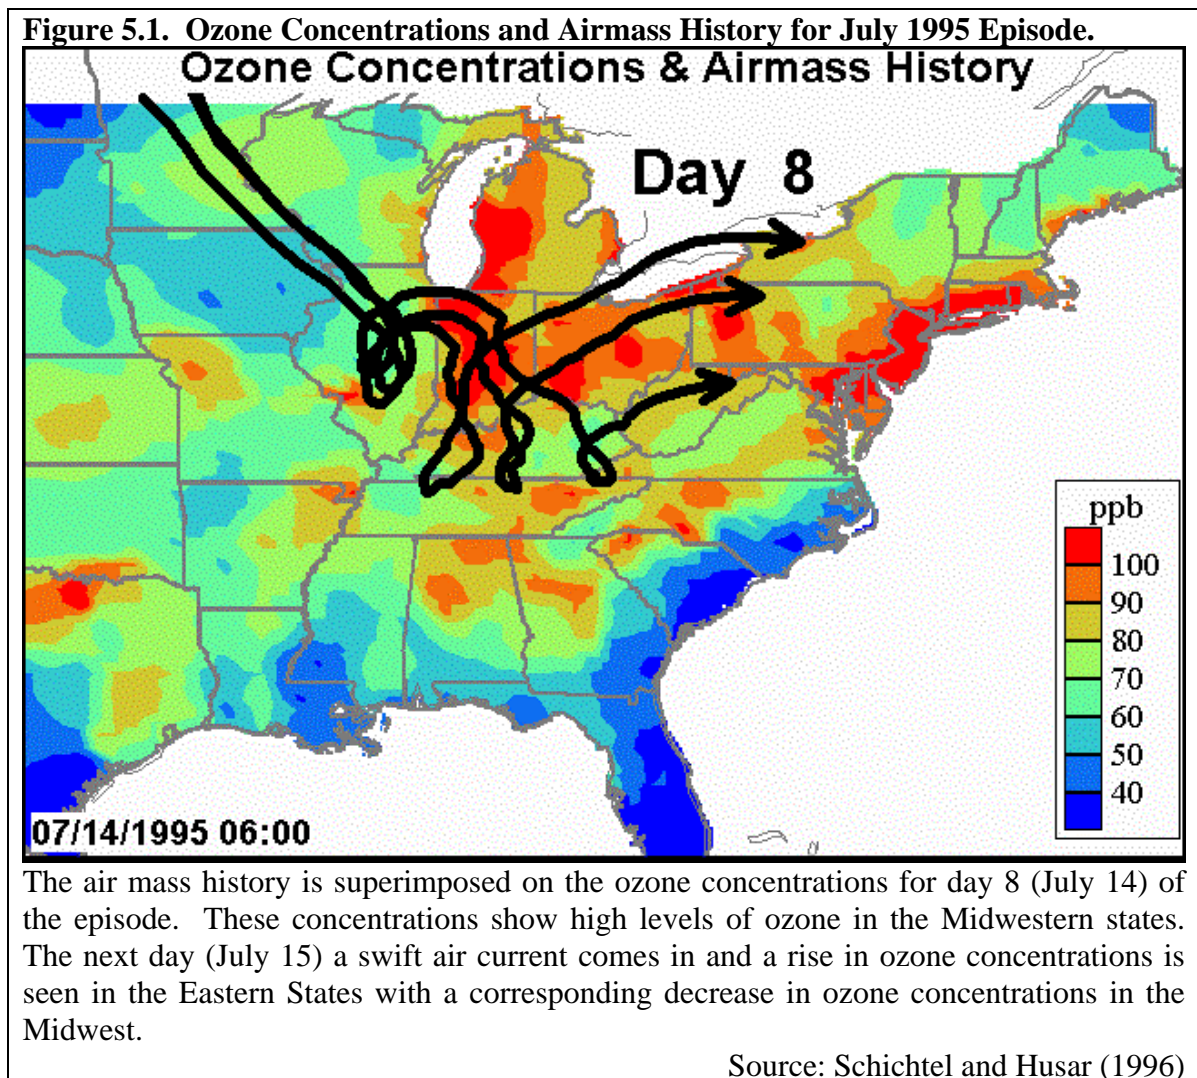 Figure 5.1. Ozone Concentrations and Airmass History for July 1995 Episode.
Ozone Concentrations & Airmass History
Day 8
ppb
100
90
80
70
60
50
40
07/14/1995 06:00
The air mass history is superimposed on the ozone concentrations for day 8 (July 14) of
the episode. These concentrations show high levels of ozone in the Midwestern states.
The next day (July 15) a swift air current comes in and a rise in ozone concentrations is
seen in the Eastern States with a corresponding decrease in ozone concentrations in the
Midwest.
Source: Schichtel and Husar (1996)